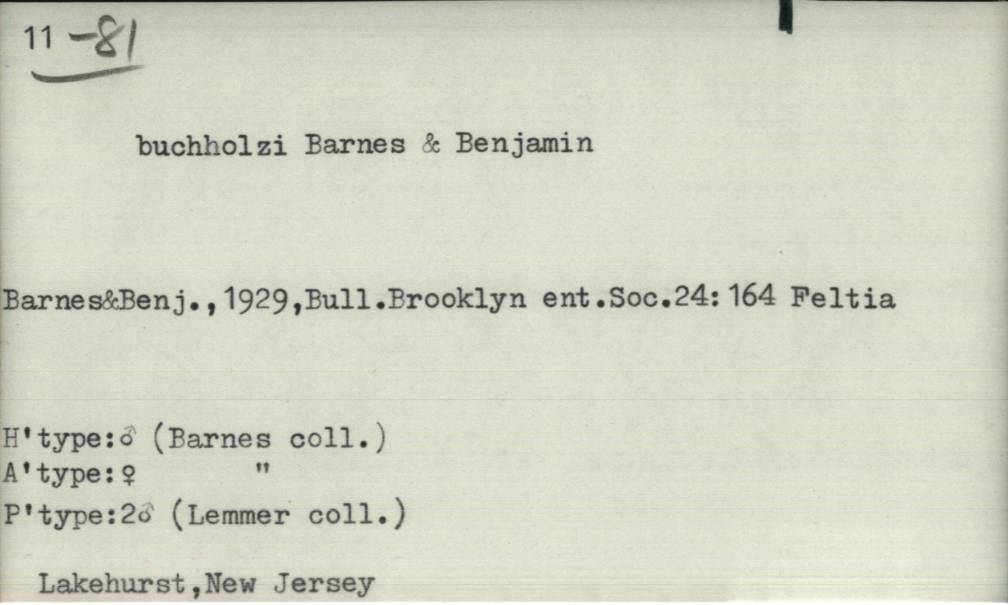 11 -81
buchholzi Barnes & Benjamin
Barnes&Benj.,1929,Bull.Brooklyn ent.Soc.24:164 Feltia
H'type:♂ (Barnes coll.)
A'type:♀ "
P'type:2♂ (Lemmer coll.)
Lakehurst,New Jersey